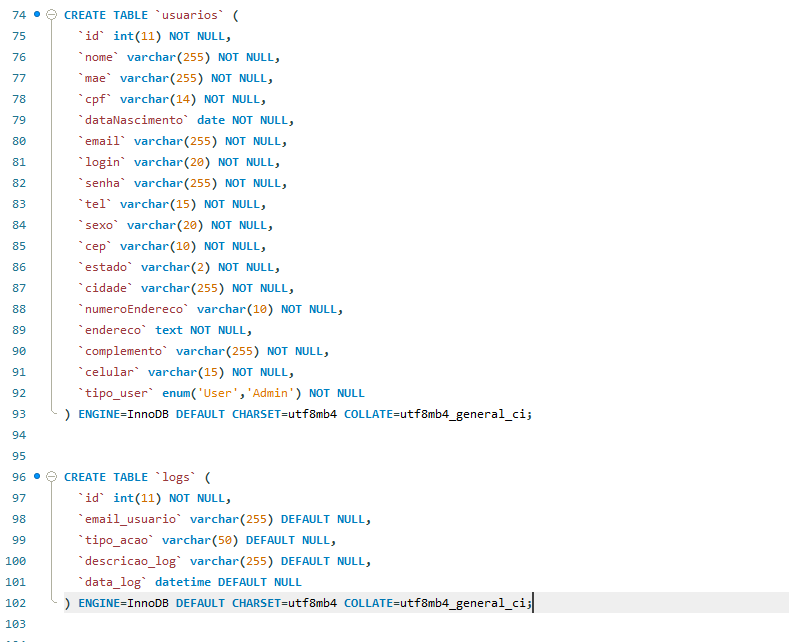 74 CREATE TABLE `usuarios` (
75 `id` int(11) NOT NULL,
76 `nome` varchar(255) NOT NULL,
77 `mae` varchar(255) NOT NULL,
78 `cpf` varchar(14) NOT NULL,
79 `dataNascimento` date NOT NULL,
80 `email` varchar(255) NOT NULL,
81 `login` varchar(20) NOT NULL,
82 `senha` varchar(255) NOT NULL,
83 `tel` varchar(15) NOT NULL,
84 `sexo` varchar(20) NOT NULL,
85 `cep` varchar(10) NOT NULL,
86 `estado` varchar(2) NOT NULL,
87 `cidade` varchar(255) NOT NULL,
88 `numeroEndereco` varchar(10) NOT NULL,
89 `endereco` text NOT NULL,
90 `complemento` varchar(255) NOT NULL,
91 `celular` varchar(15) NOT NULL,
92 `tipo_user` enum('User','Admin') NOT NULL
93 ) ENGINE=InnoDB DEFAULT CHARSET=utf8mb4 COLLATE=utf8mb4_general_ci;
94
95
96 CREATE TABLE `logs` (
97 `id` int(11) NOT NULL,
98 `email_usuario` varchar(255) DEFAULT NULL,
99 `tipo_acao` varchar(50) DEFAULT NULL,
100 `descricao_log` varchar(255) DEFAULT NULL,
101 `data_log` datetime DEFAULT NULL
102 ) ENGINE=InnoDB DEFAULT CHARSET=utf8mb4 COLLATE=utf8mb4_general_ci;
103